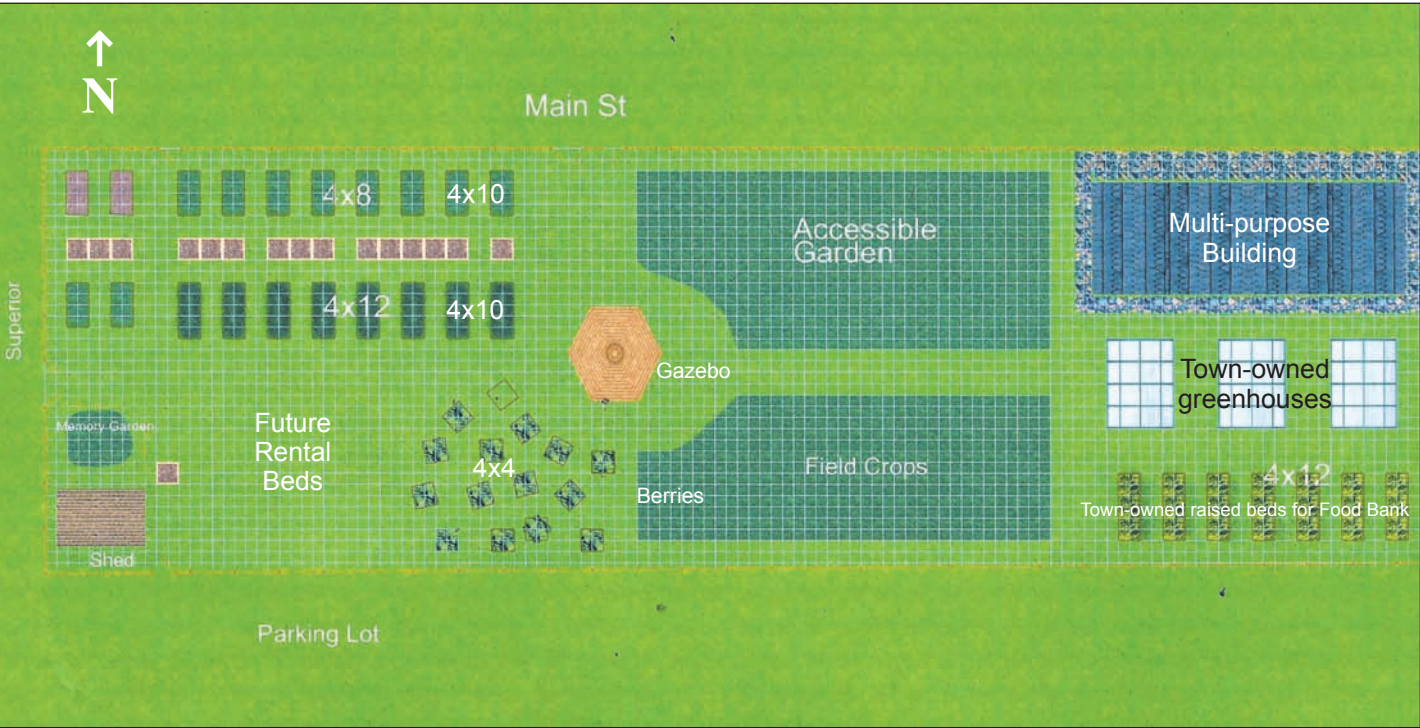 N
Main St
4x8
4x10
Accessible
Garden
Multi-purpose
Building
4x12
4x10
Superior
Gazebo
Town-owned
greenhouses
Memory Garden
Future
Rental
Beds
4x4
Berries
Field Crops
4x12
Town-owned raised beds for Food Bank
Shed
Parking Lot